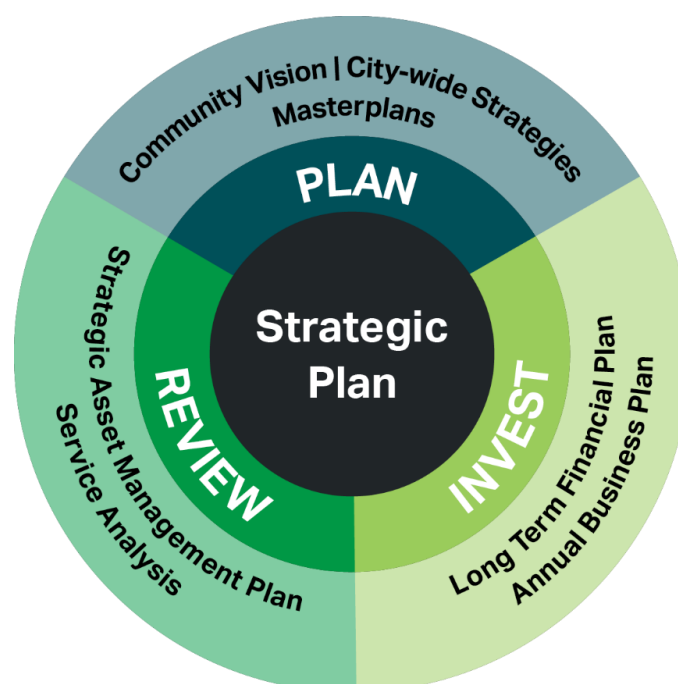 Community Vision | City-wide Strategies
Masterplans
PLAN
Strategic
Plan
INVEST
Long Term Financial Plan
Annual Business Plan
REVIEW
Strategic Asset Management Plan
Service Analysis